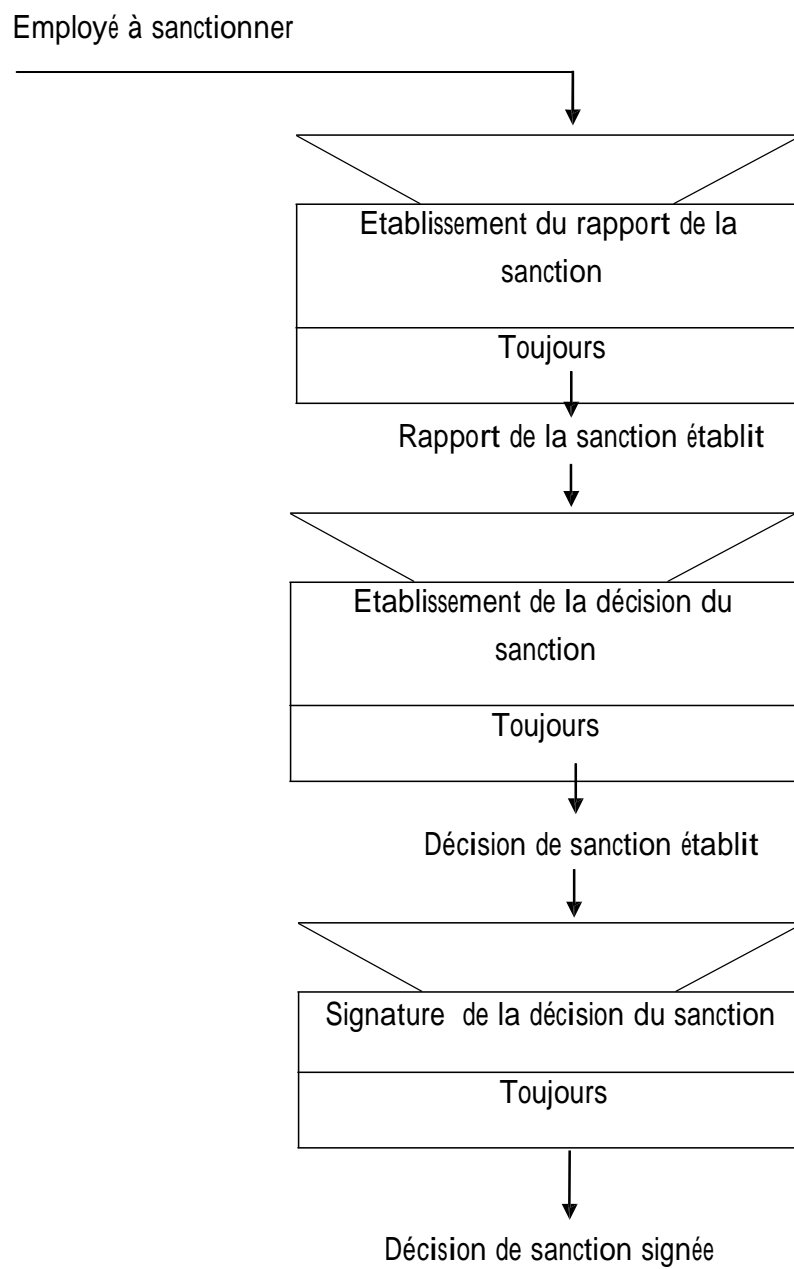 Employé à sanctionner
Etablissement du rapport de la
sanction
Toujours
Rapport de la sanction établit
Etablissement de la décision du
sanction
Toujours
Décision de sanction établit
Signature de la décision du sanction
Toujours
Décision de sanction signée